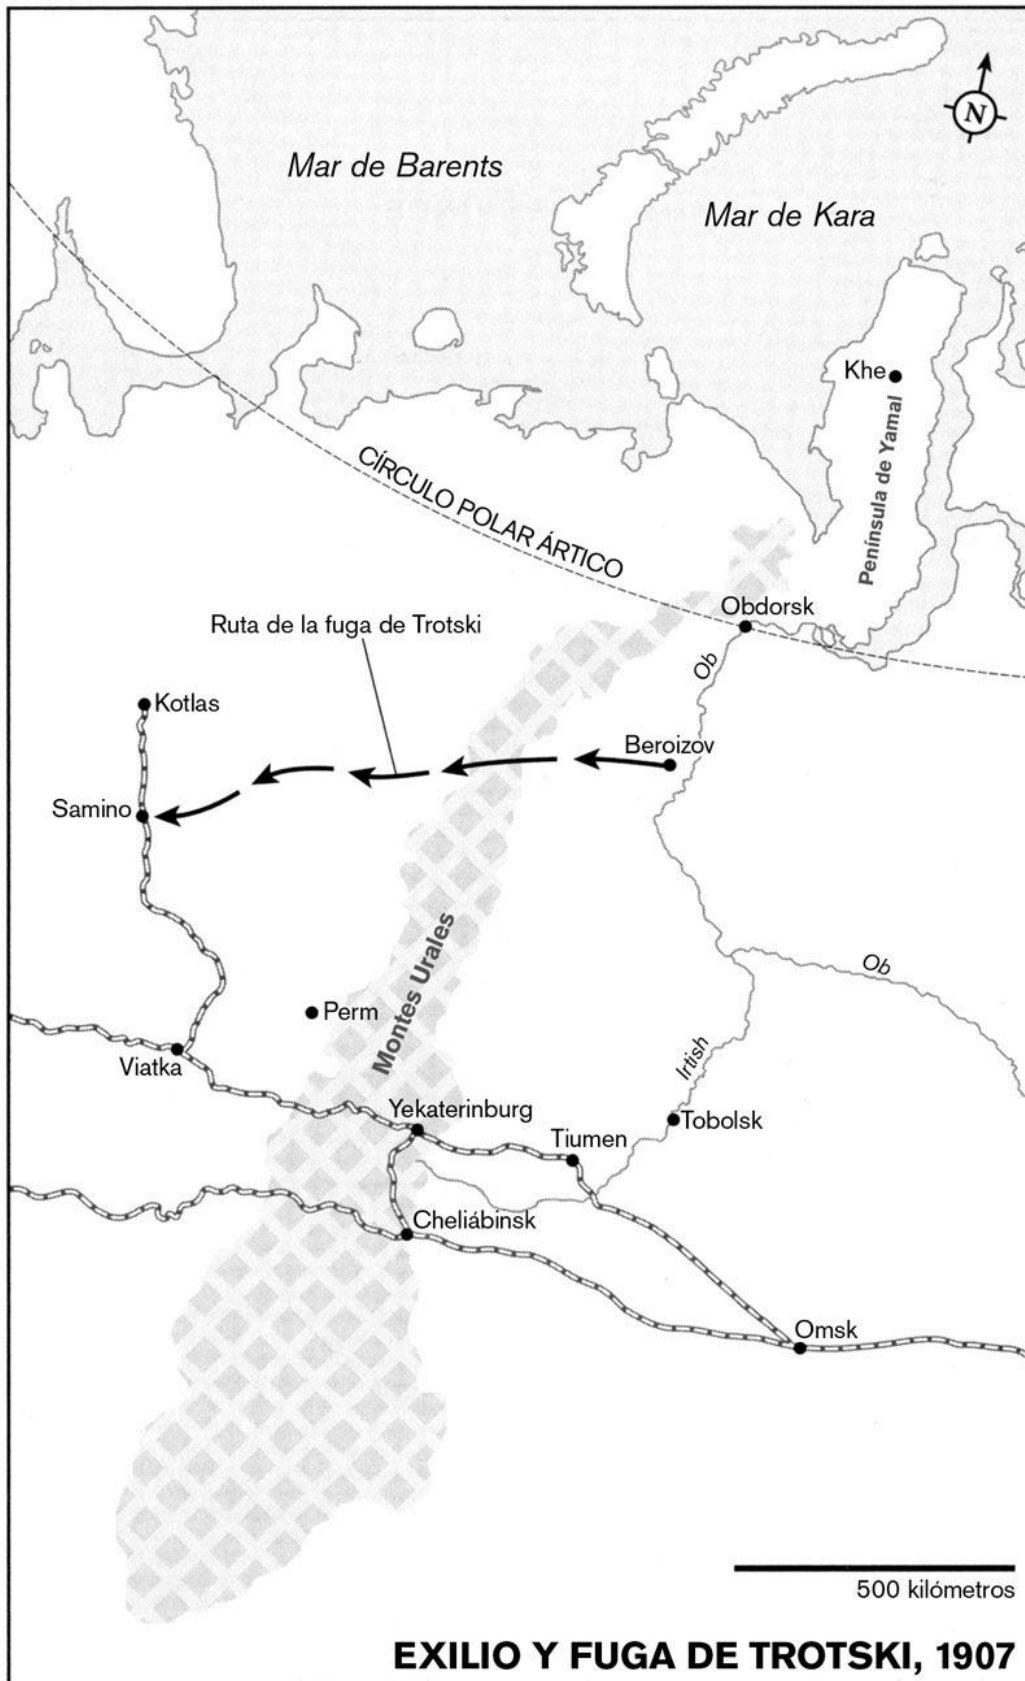 N
Mar de Barents
Mar de Kara
Khe
Península de Yamal
CÍRCULO POLAR ÁRTICO
Obdorsk
Ruta de la fuga de Trotski
Ob
Kotlas
Beroizov
Samino
Montes Urales
Ob
Perm
Irtish
Viatka
Yekaterinburg
Tobolsk
Tiumen
Cheliábinsk
Omsk
500 kilómetros
EXILIO Y FUGA DE TROTSKI, 1907